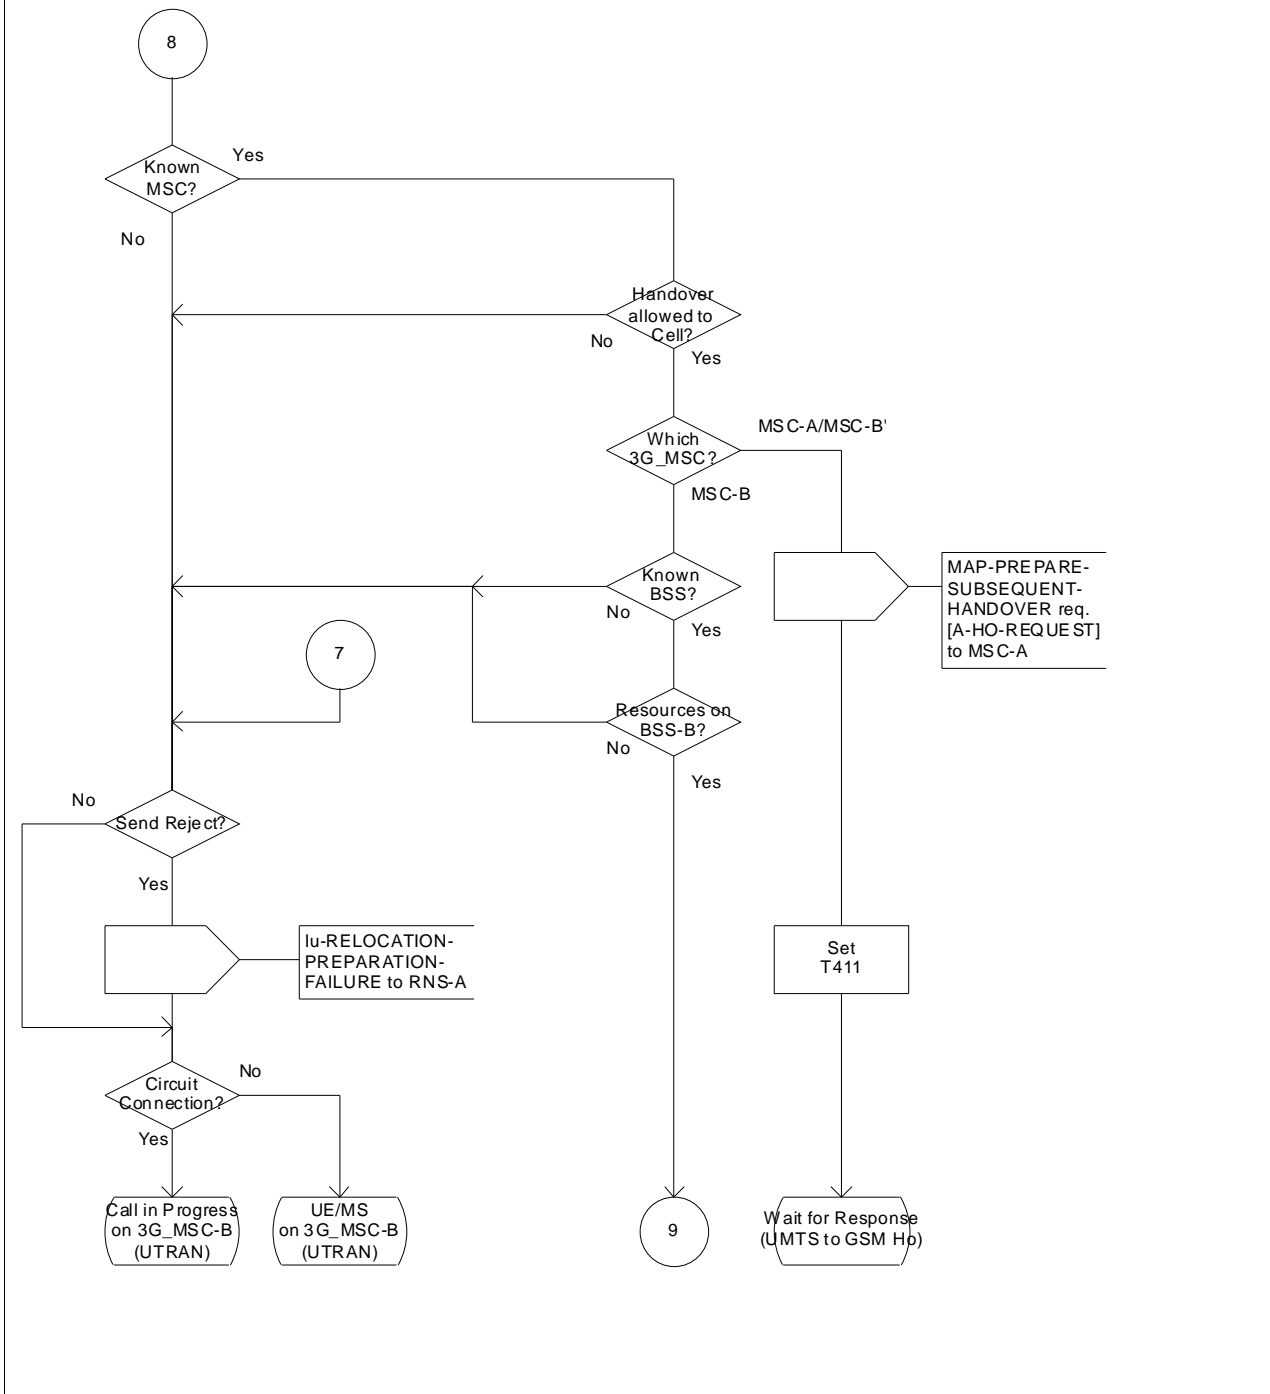 8
Known
MSC?
Yes
No
Handover
allowed to
Cell?
No
Yes
MSC-A/MSC-B'
Which
3G_MSC?
MSC-B
Known
BSS?
No
Yes
MAP-PREPARE-
SUBSEQUENT-
HANDOVER req.
[A-HO-REQUEST]
to MSC-A
7
Resources on
BSS-B?
No
Yes
No
Send Reject?
Yes
Iu-RELOCATION-
PREPARATION-
FAILURE to RNS-A
Set
T411
Circuit
Connection?
No
Yes
Call in Progress
on 3G_MSC-B
(UTRAN)
UE/MS
on 3G_MSC-B
(UTRAN)
9
Wait for Response
(UMTS to GSM Ho)